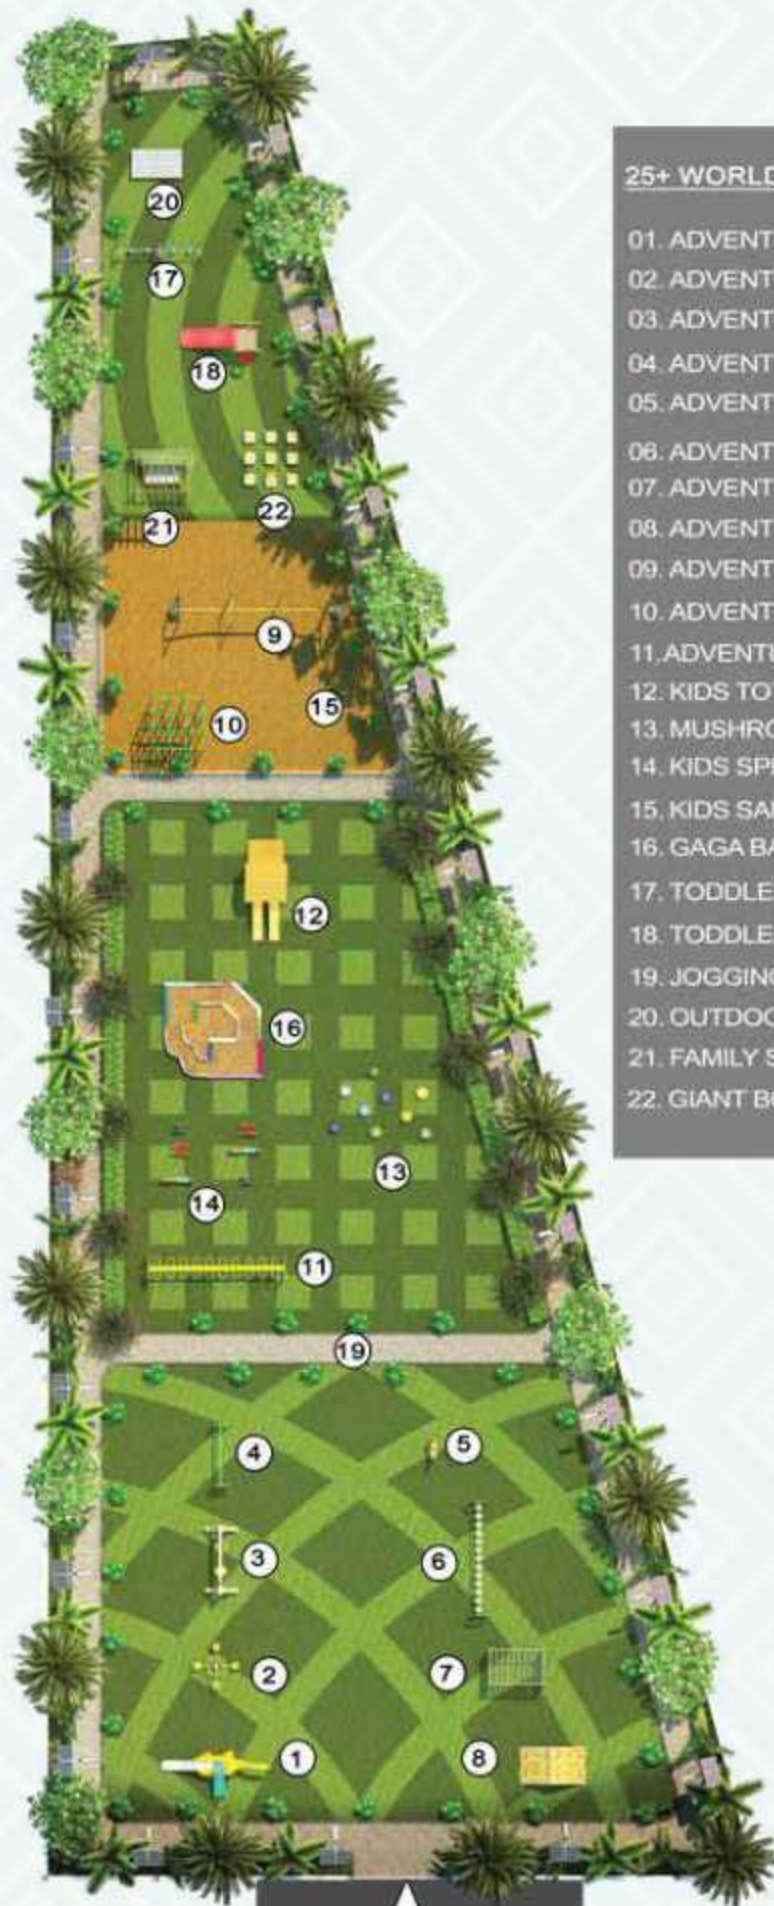 25+ WORLD
01. ADVENT
02. ADVENT
03. ADVENT
04. ADVENT
05. ADVENT
06. ADVENT
07. ADVENT
08. ADVENT
09. ADVENT
10. ADVENT
11.ADVENT
12. KIDS TO
13. MUSHRO
14. KIDS SP
15. KIDS SA
16. GAGA BA
17. TODDLE
18. TODDLE
19. JOGGING
20. OUTDOO
21. FAMILY S
22. GIANT B
20
17
18
21
22
9
15
10
12
16
13
14
11
19
4
5
3
6
2
7
1
8